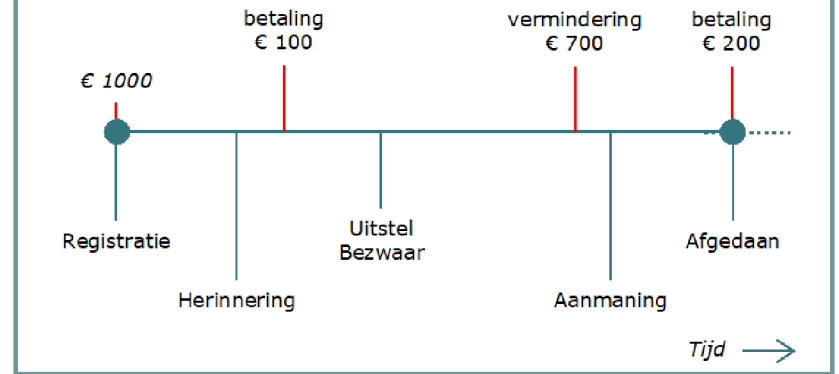 betaling
€ 100
vermindering
€ 700
betaling
€ 200
€ 1000
Registratie
Uitstel
Bezwaar
Afgedaan
Herinnering
Aanmaning
Tijd